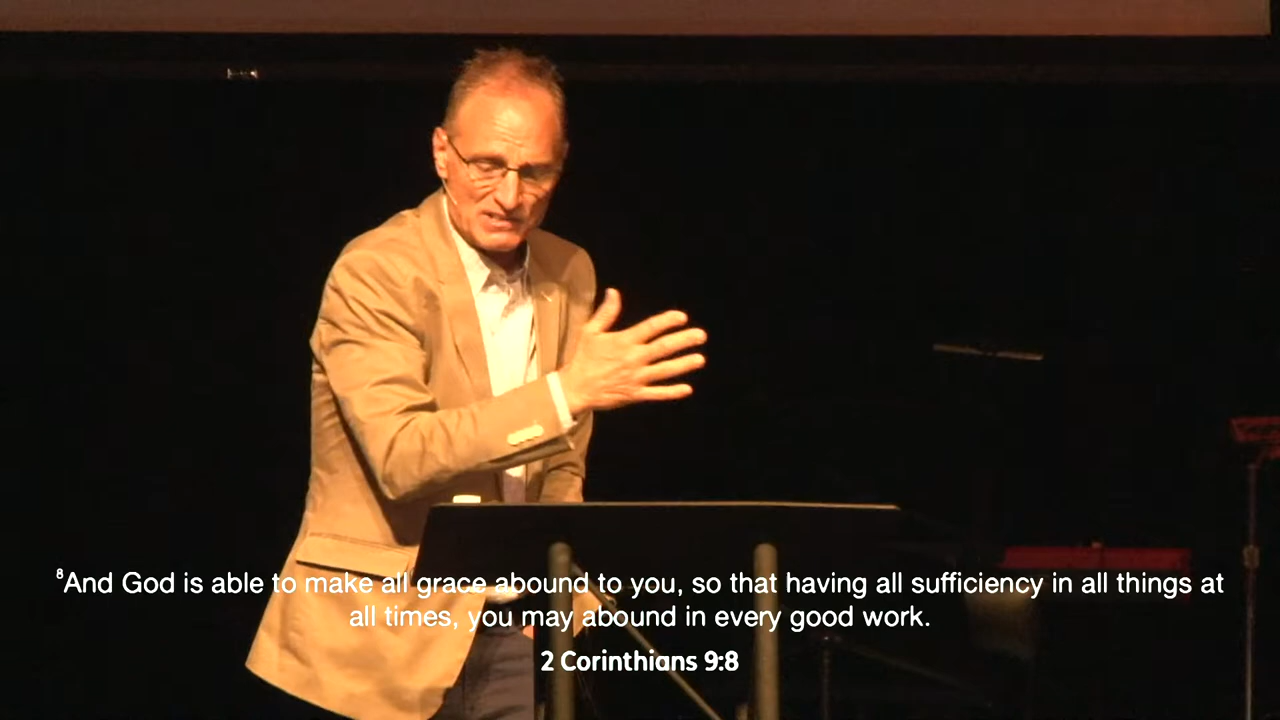 ⁸And God is able to make all grace abound to you, so that having all sufficiency in all things at
all times, you may abound in every good work.
2 Corinthians 9:8